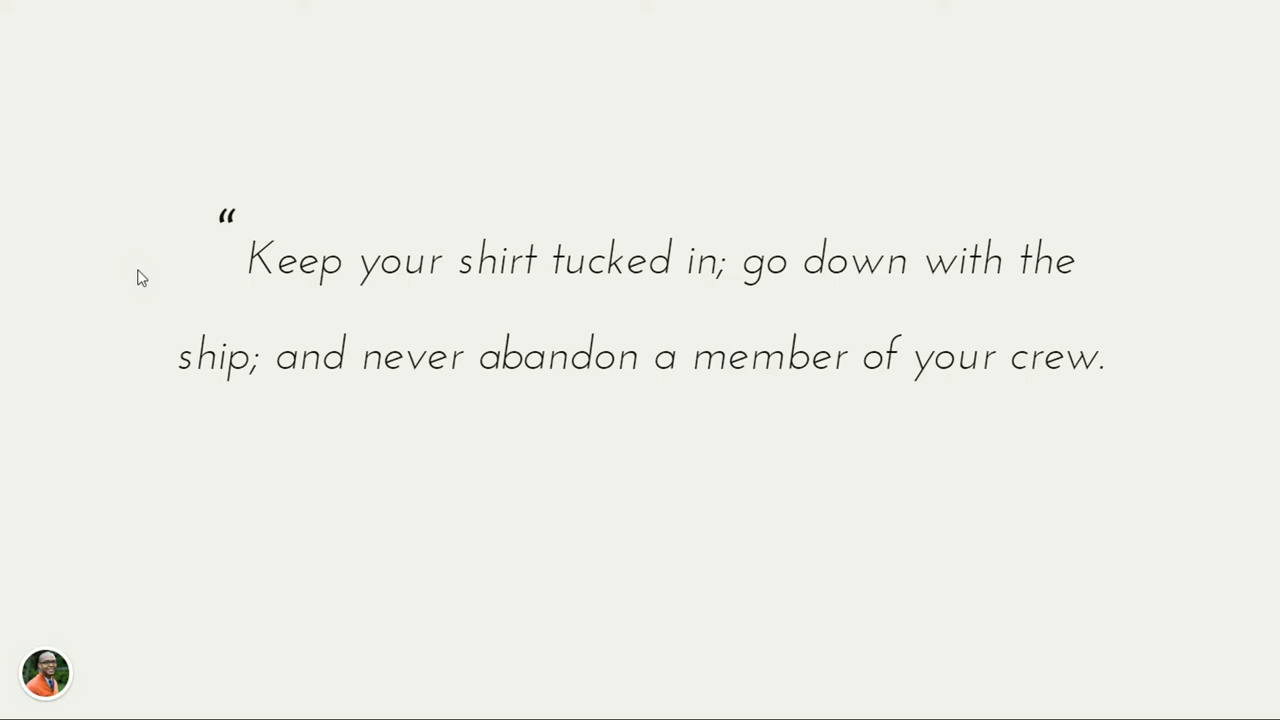 “ Keep your shirt tucked in; go down with the
ship; and never abandon a member of your crew.